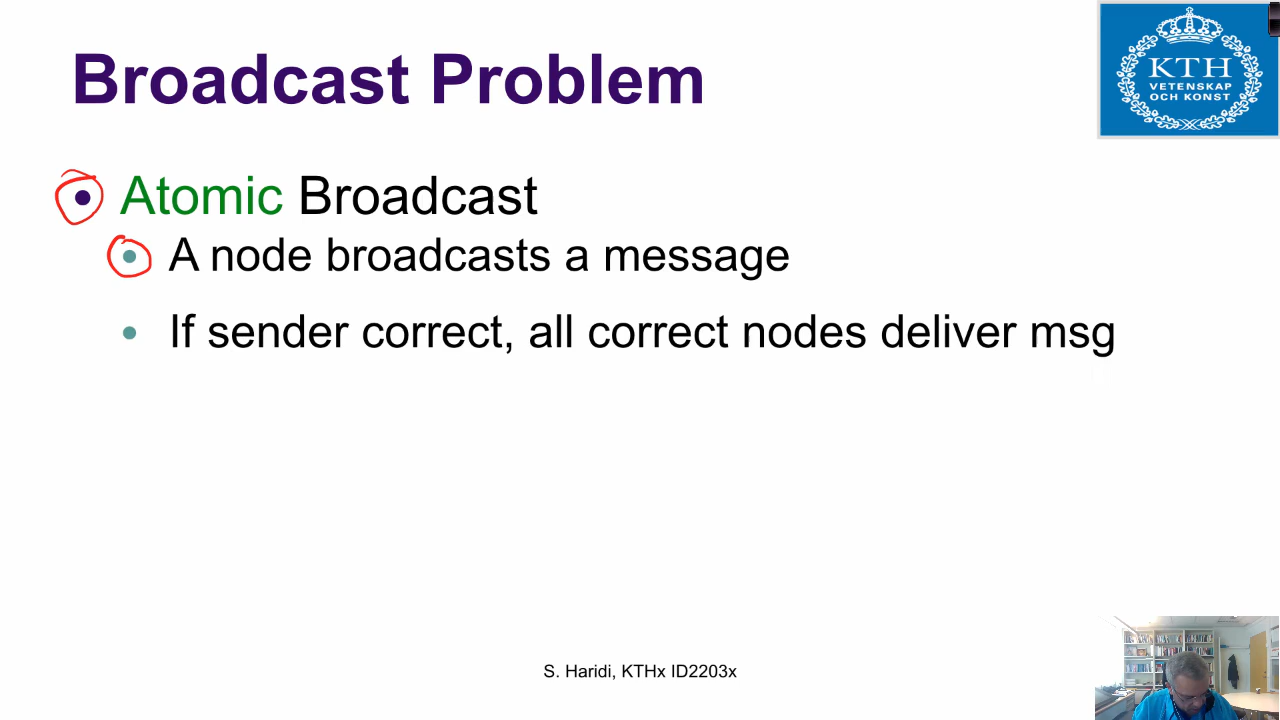 Broadcast Problem
KTH
VETENSKAP
OCH KONST
Atomic Broadcast
A node broadcasts a message
If sender correct, all correct nodes deliver msg
S. Haridi, KTHx ID2203x